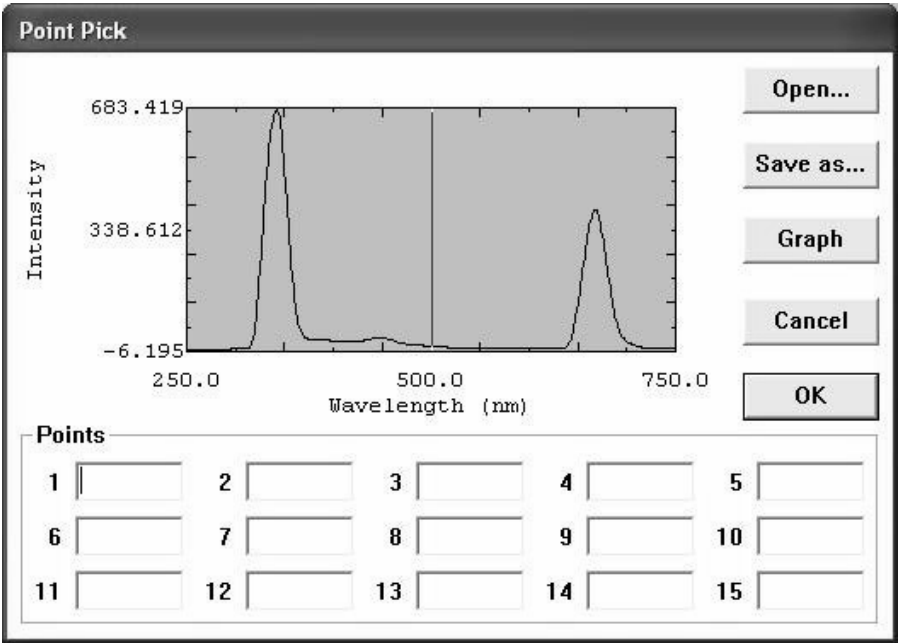 Point Pick
683.419
338.612
-6.195
Intensity
250.0 500.0 750.0
Wavelength (nm)
Open...
Save as...
Graph
Cancel
OK
Points
1 2 3 4 5
6 7 8 9 10
11 12 13 14 15